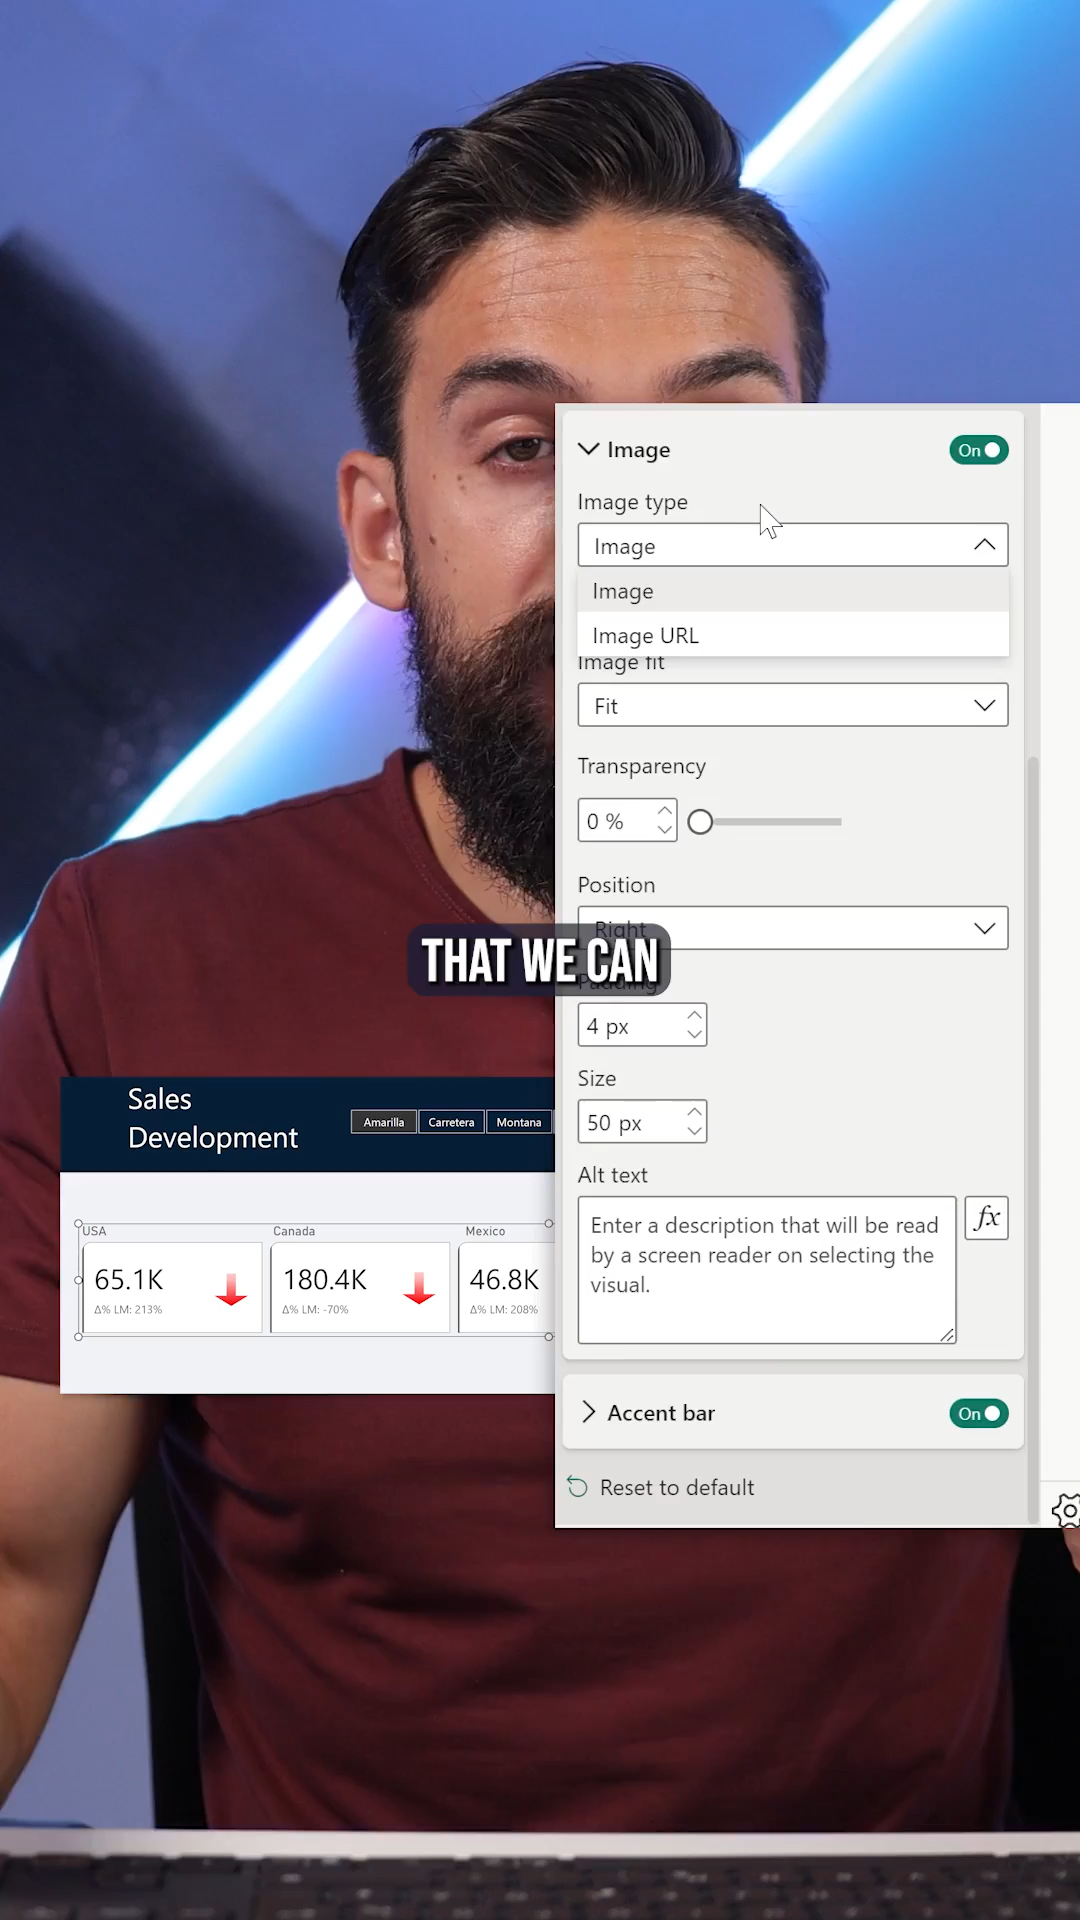 Image
On
Image type
Image
Image
Image URL
Image fit
Fit
Transparency
0 %
Position
Right
THAT WE CAN
Padding
4 px
Size
50 px
Alt text
Enter a description that will be read
by a screen reader on selecting the
visual.
fx
Accent bar
On
Reset to default
Sales
Development
Amarilla
Carretera
Montana
USA
Canada
Mexico
65.1K
180.4K
46.8K
Δ% LM: 213%
Δ% LM: -70%
Δ% LM: 208%